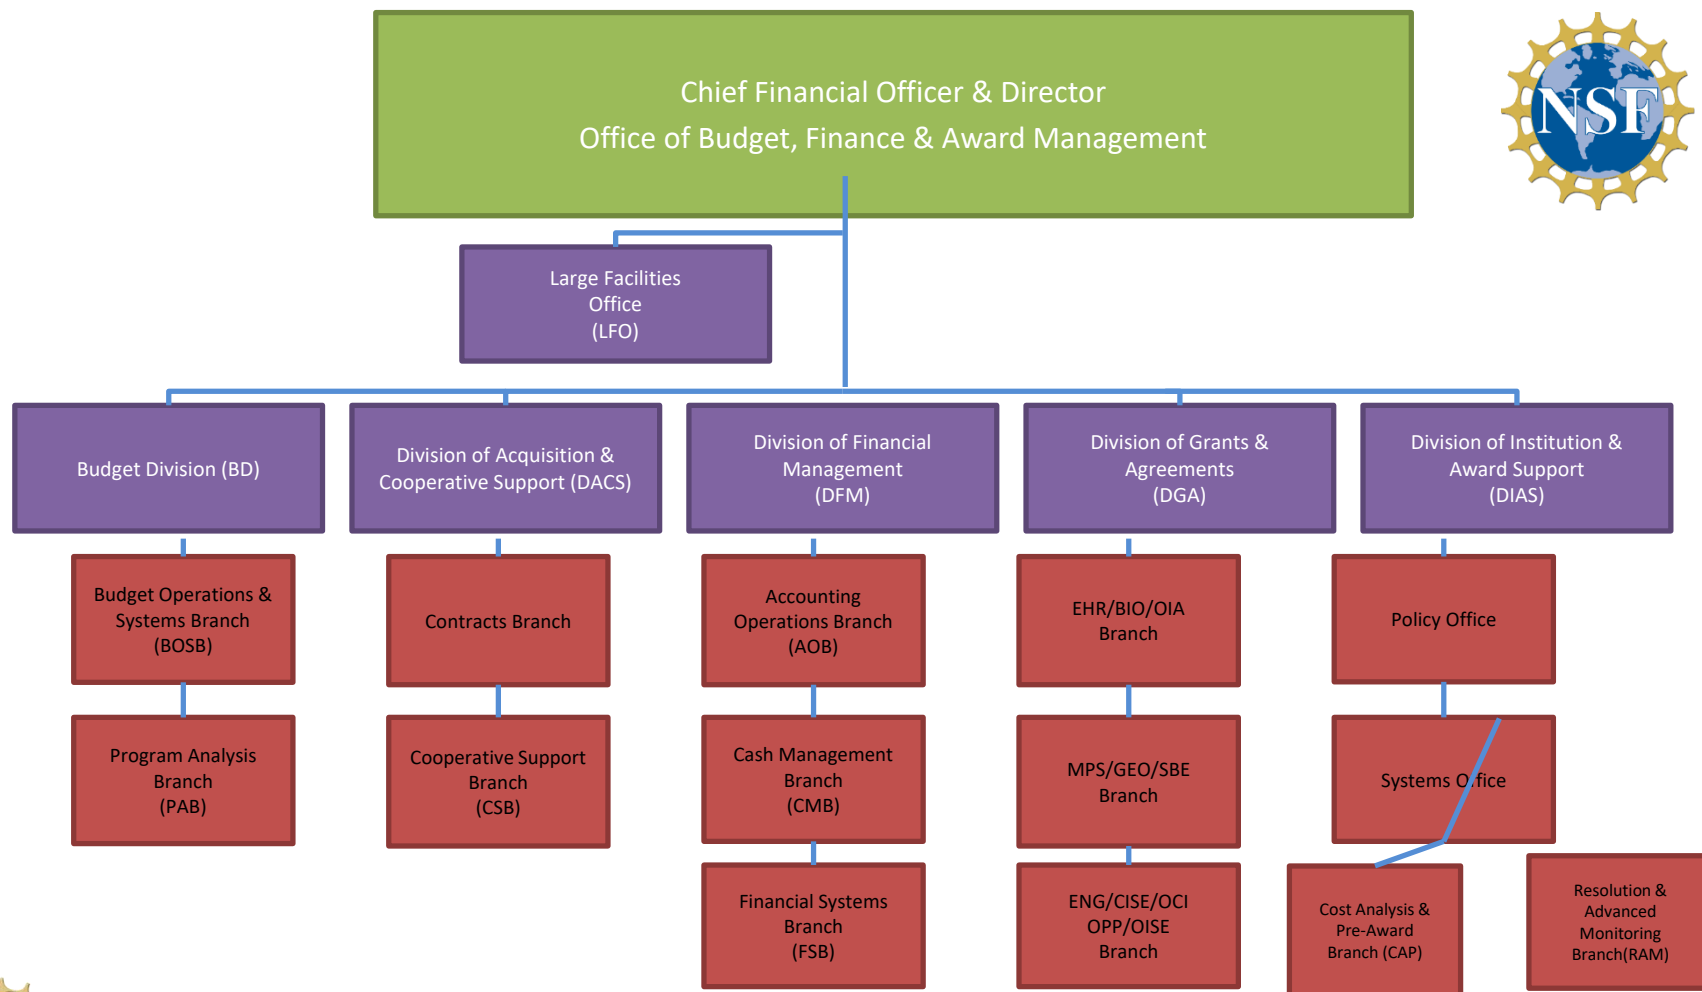 Chief Financial Officer & Director
Office of Budget, Finance & Award Management
NSF
Large Facilities
Office
(LFO)
Budget Division (BD)
Division of Acquisition &
Cooperative Support (DACS)
Division of Financial
Management
(DFM)
Division of Grants &
Agreements
(DGA)
Division of Institution &
Award Support
(DIAS)
Budget Operations &
Systems Branch
(BOSB)
Contracts Branch
Accounting
Operations Branch
(AOB)
EHR/BIO/OIA
Branch
Policy Office
Program Analysis
Branch
(PAB)
Cooperative Support
Branch
(CSB)
Cash Management
Branch
(CMB)
MPS/GEO/SBE
Branch
Systems Office
Financial Systems
Branch
(FSB)
ENG/CISE/OCI
OPP/OISE
Branch
Cost Analysis &
Pre-Award
Branch (CAP)
Resolution &
Advanced
Monitoring
Branch(RAM)